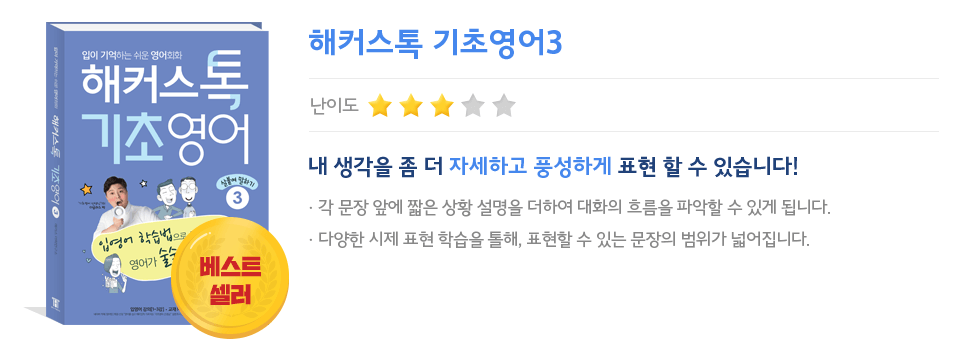 입이 기억하는 쉬운 영어회화
해커스톡
기초영어
살붙여 말하기
3
입영어 학습법으로
영어가 술술
베스트
셀러
해커스톡 기초영어3
난이도
내 생각을 좀 더 자세하고 풍성하게 표현 할 수 있습니다!
· 각 문장 앞에 짧은 상황 설명을 더하여 대화의 흐름을 파악할 수 있게 됩니다.
· 다양한 시제 표현 학습을 통해, 표현할 수 있는 문장의 범위가 넓어집니다.